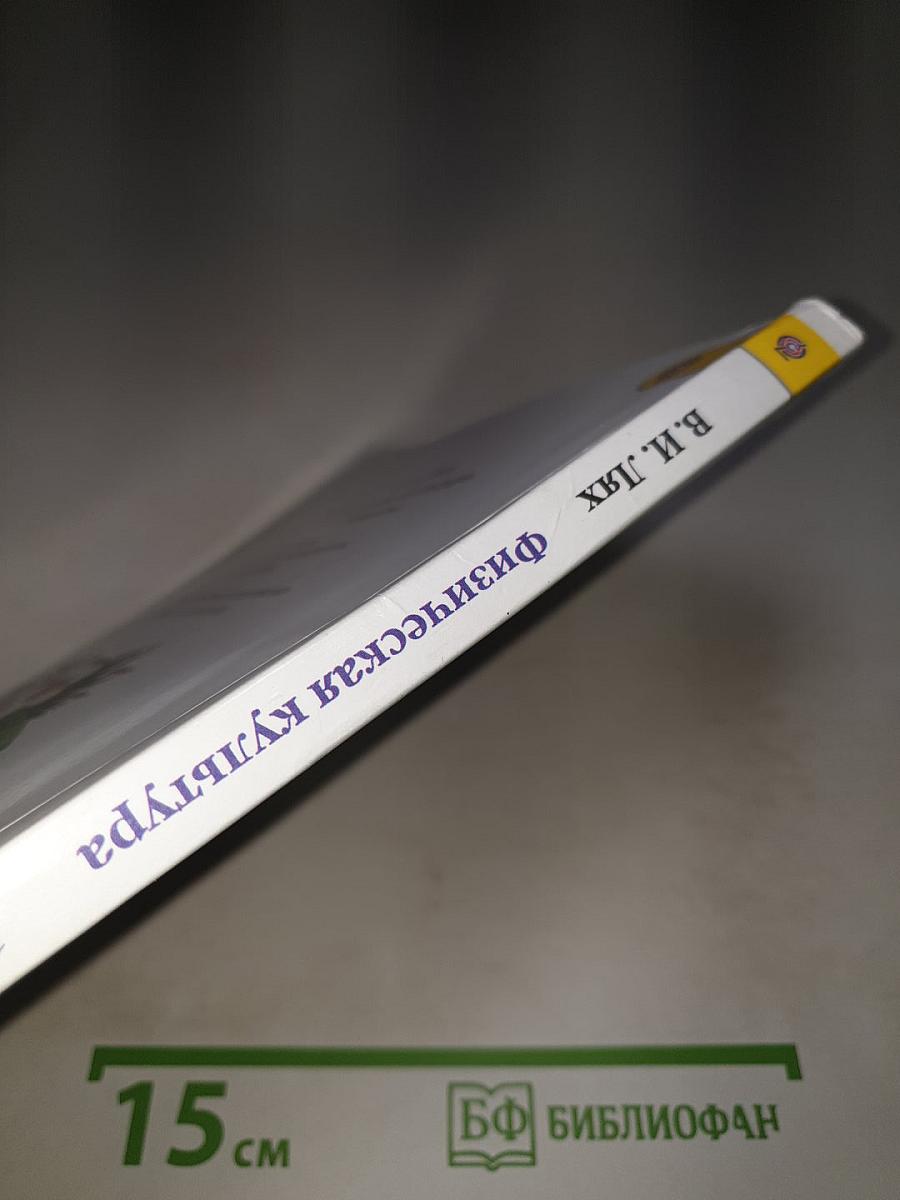 В.И. Лях
Физическая культура
15 см
БФ БИБЛИОФАН